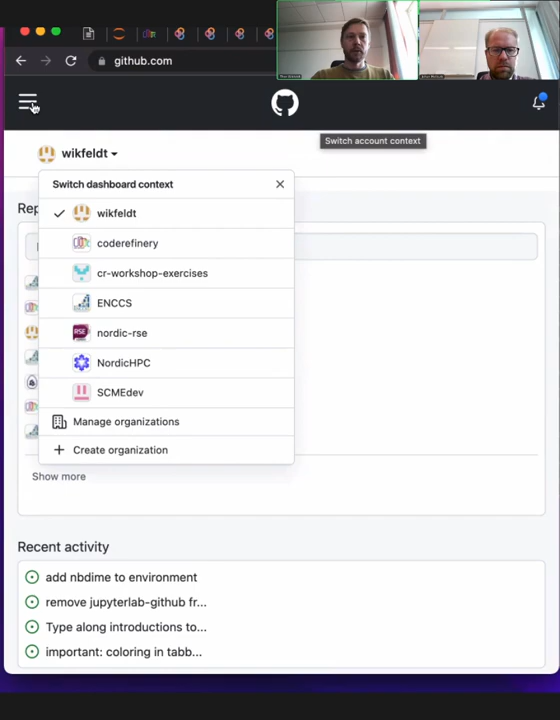 github.com
Switch account context
wikfeldt
Switch dashboard context
wikfeldt
coderefinery
cr-workshop-exercises
ENCCS
RSE
nordic-rse
NordicHPC
SCMEdev
Manage organizations
Create organization
Rep
Show more
Recent activity
add nbdime to environment
remove jupyterlab-github fr...
Type along introductions to...
important: coloring in tabb...